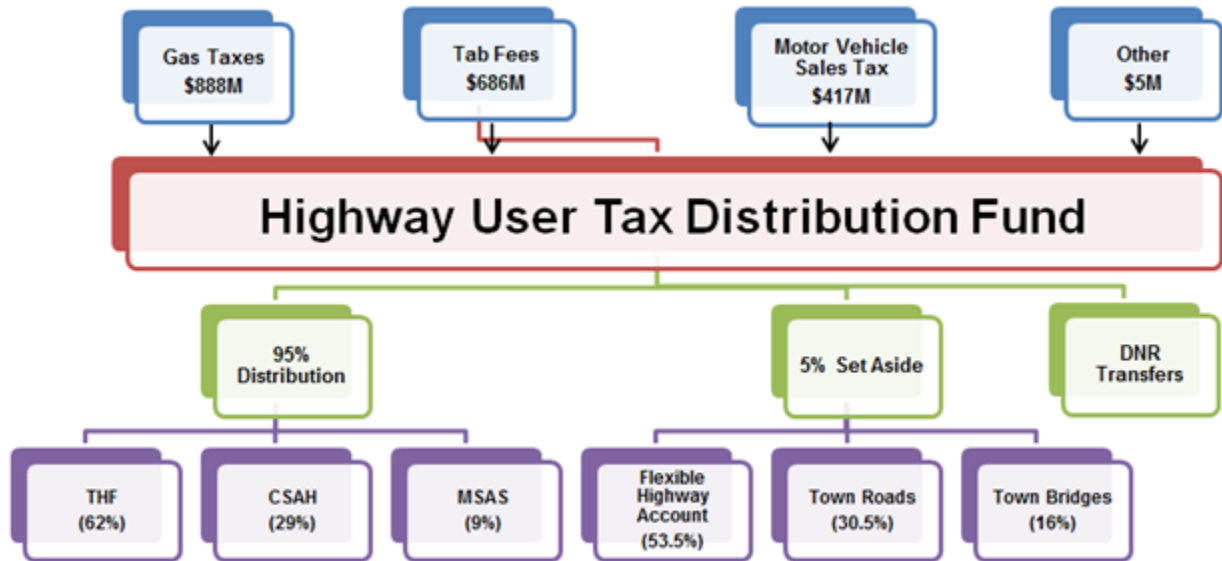 Gas Taxes
$888M
Tab Fees
$686M
Motor Vehicle
Sales Tax
$417M
Other
$5M
Highway User Tax Distribution Fund
95%
Distribution
5% Set Aside
DNR
Transfers
THF
(62%)
CSAH
(29%)
MSAS
(9%)
Flexible
Highway
Account
(53.5%)
Town Roads
(30.5%)
Town Bridges
(16%)